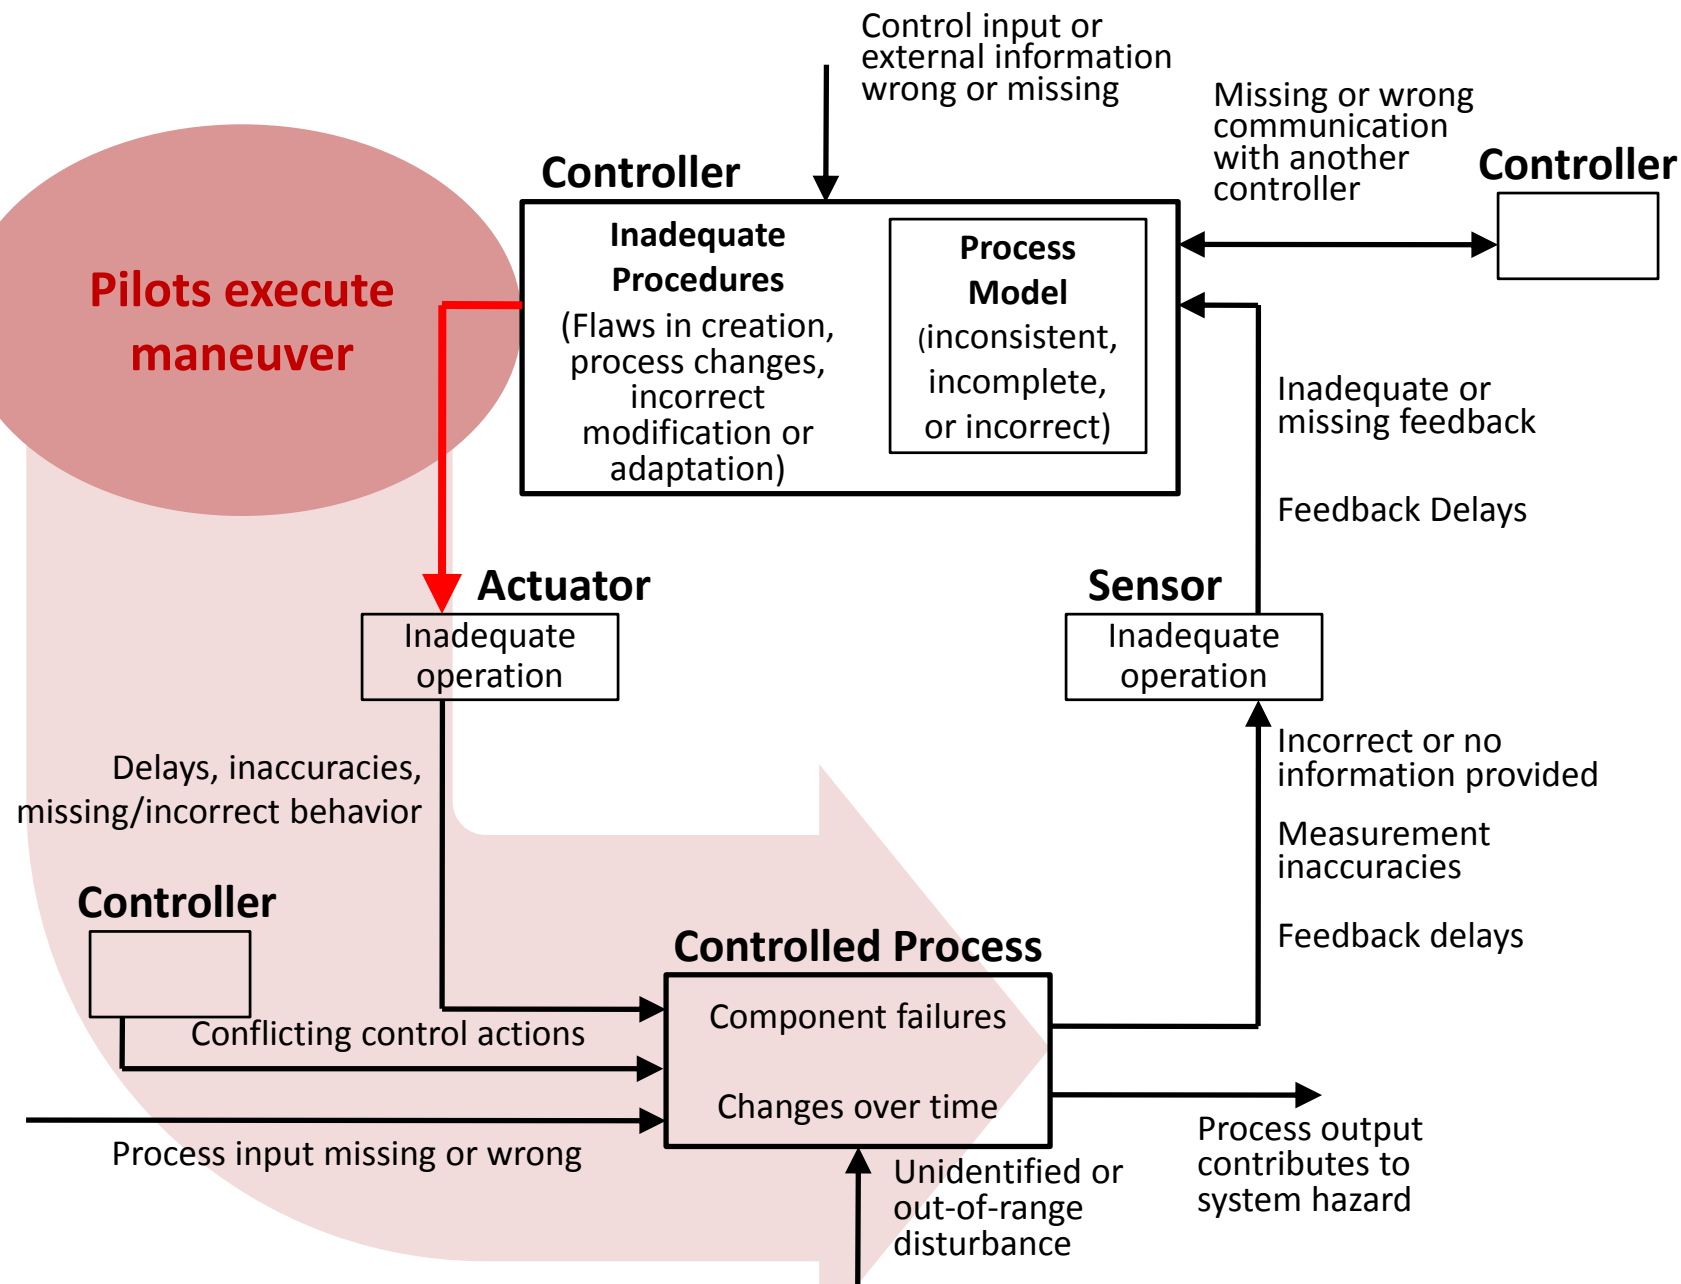 Control input or
external information
wrong or missing
Missing or wrong
communication
with another
controller
Controller
Controller
Inadequate
Procedures
(Flaws in creation,
process changes,
incorrect
modification or
adaptation)
Process
Model
(inconsistent,
incomplete,
or incorrect)
Pilots execute
maneuver
Inadequate or
missing feedback
Feedback Delays
Actuator
Inadequate
operation
Sensor
Inadequate
operation
Delays, inaccuracies,
missing/incorrect behavior
Incorrect or no
information provided
Measurement
inaccuracies
Feedback delays
Controller
Conflicting control actions
Controlled Process
Component failures
Changes over time
Process input missing or wrong
Unidentified or
out-of-range
disturbance
Process output
contributes to
system hazard